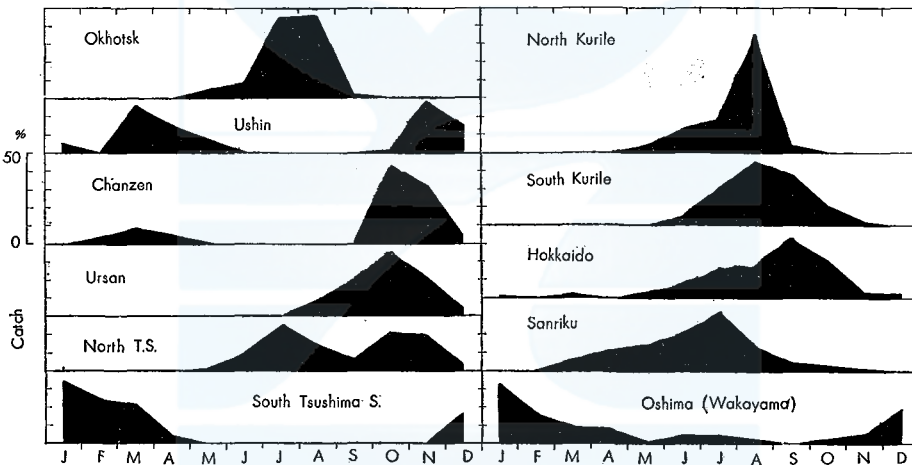 Okhotsk
Ushin
%
50
Chanzen
0
Ursan
Catch
North T.S.
South Tsushima S.
J F M A M J J A S O N D
North Kurile
South Kurile
Hokkaido
Sanriku
Oshima (Wakayama)
J F M A M J J A S O N D